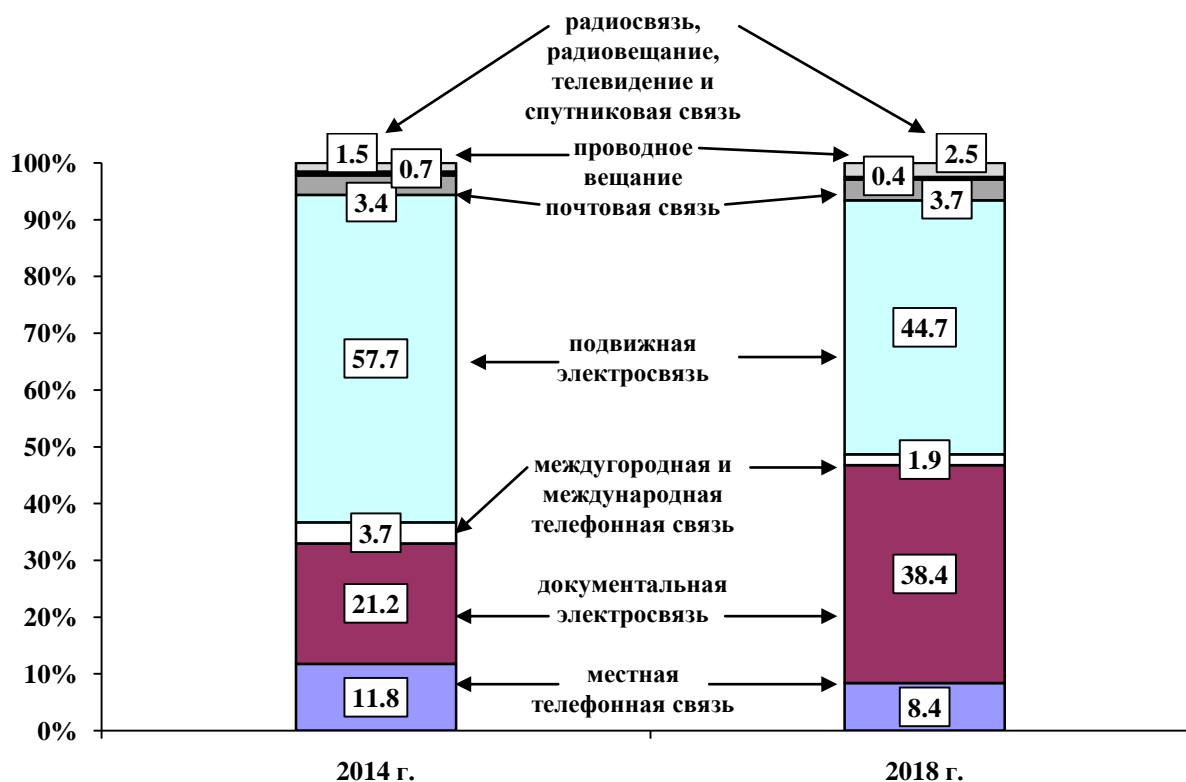 радиосвязь,
радиовещание,
телевидение и
спутниковая связь
100%
1.5
0.7
проводное
вещание
0.4
2.5
почтовая связь
3.4
3.7
90%
80%
70%
57.7
подвижная
электросвязь
44.7
60%
50%
междугородная и
международная
телефонная связь
1.9
40%
3.7
30%
21.2
документальная
электросвязь
38.4
20%
10%
11.8
местная
телефонная связь
8.4
0%
2014 г.
2018 г.